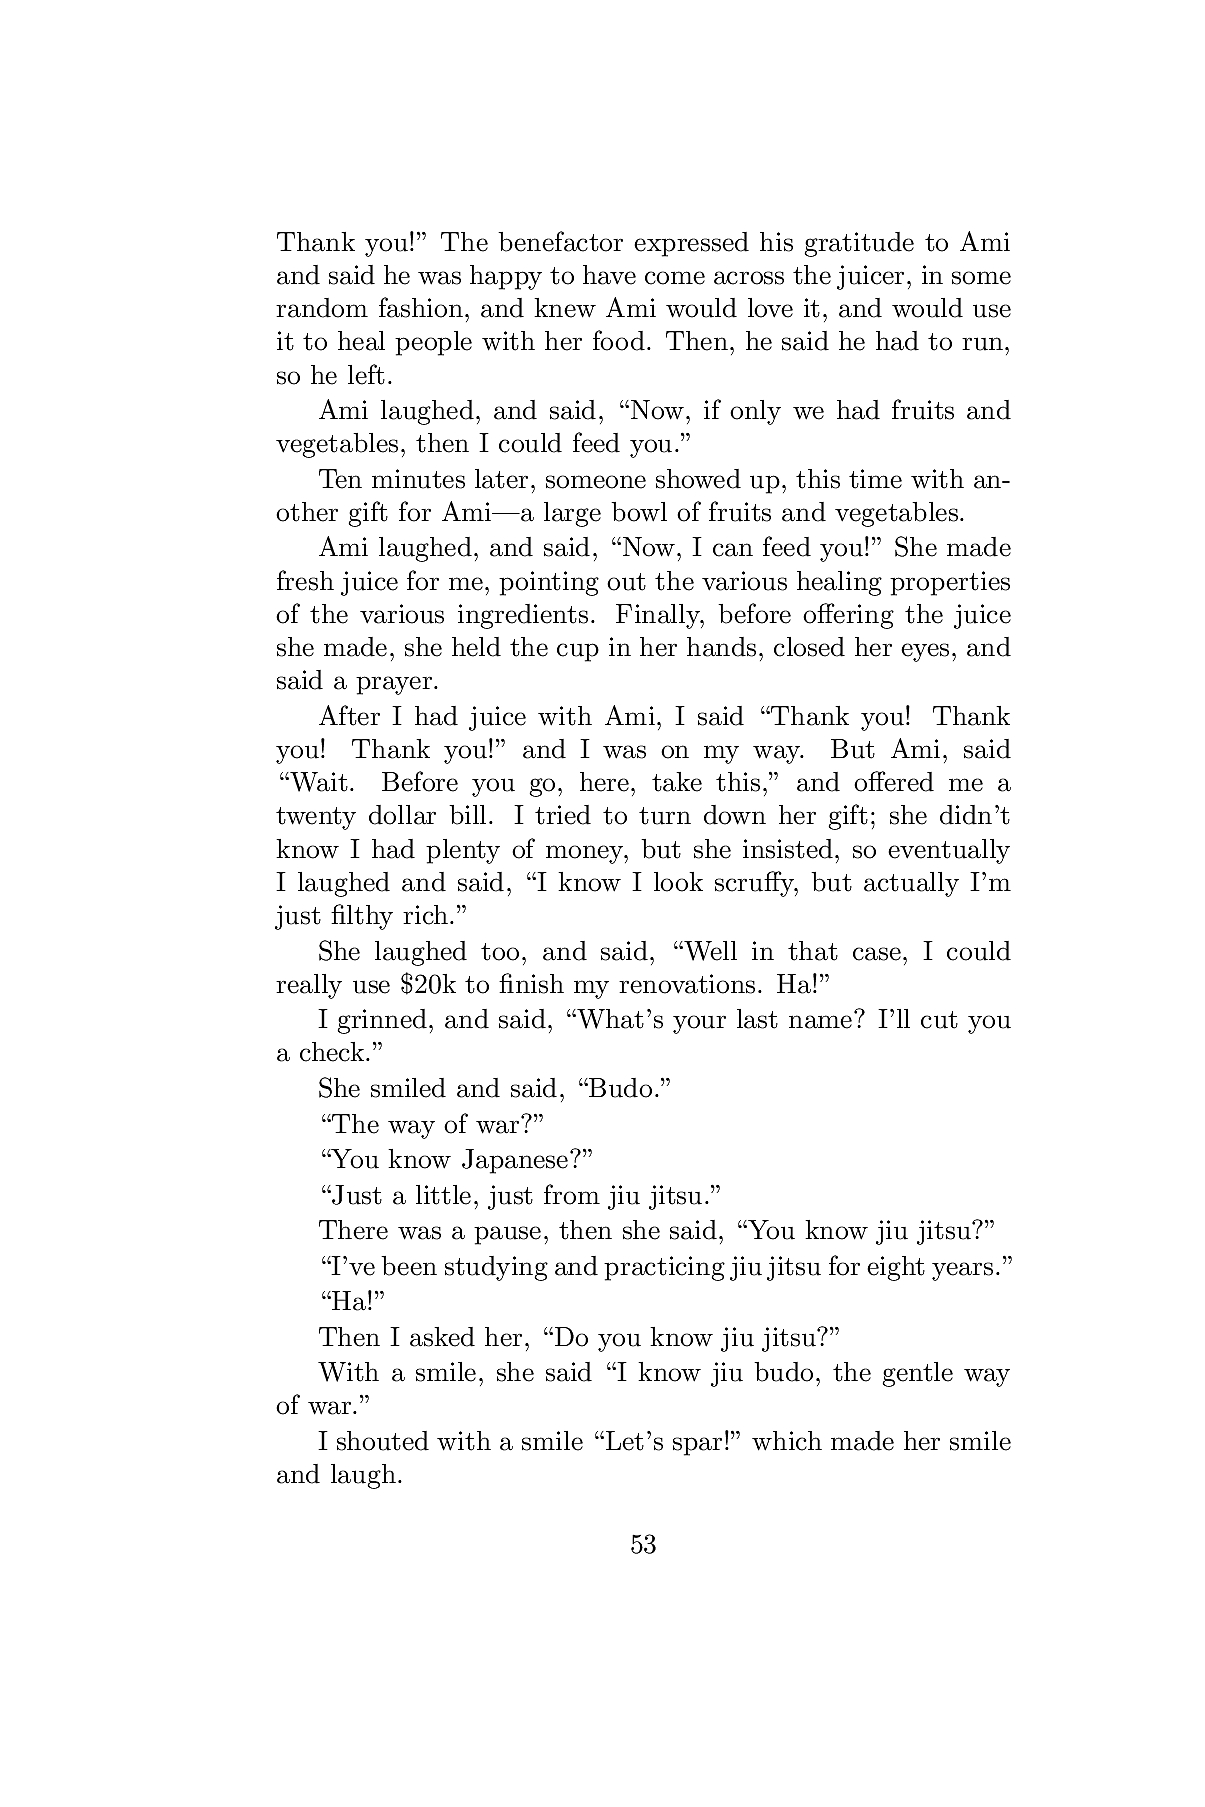 Thank you!” The benefactor expressed his gratitude to Ami
and said he was happy to have come across the juicer, in some
random fashion, and knew Ami would love it, and would use
it to heal people with her food. Then, he said he had to run,
so he left.
Ami laughed, and said, “Now, if only we had fruits and
vegetables, then I could feed you.”
Ten minutes later, someone showed up, this time with an-
other gift for Ami—a large bowl of fruits and vegetables.
Ami laughed, and said, “Now, I can feed you!” She made
fresh juice for me, pointing out the various healing properties
of the various ingredients. Finally, before offering the juice
she made, she held the cup in her hands, closed her eyes, and
said a prayer.
After I had juice with Ami, I said “Thank you! Thank
you! Thank you!” and I was on my way. But Ami, said
“Wait. Before you go, here, take this,” and offered me a
twenty dollar bill. I tried to turn down her gift; she didn’t
know I had plenty of money, but she insisted, so eventually
I laughed and said, “I know I look scruffy, but actually I’m
just filthy rich.”
She laughed too, and said, “Well in that case, I could
really use $20k to finish my renovations. Ha!”
I grinned, and said, “What’s your last name? I’ll cut you
a check.”
She smiled and said, “Budo.”
“The way of war?”
“You know Japanese?”
“Just a little, just from jiu jitsu.”
There was a pause, then she said, “You know jiu jitsu?”
“I’ve been studying and practicing jiu jitsu for eight years.”
“Ha!”
Then I asked her, “Do you know jiu jitsu?”
With a smile, she said “I know jiu budo, the gentle way
of war.”
I shouted with a smile “Let’s spar!” which made her smile
and laugh.
53